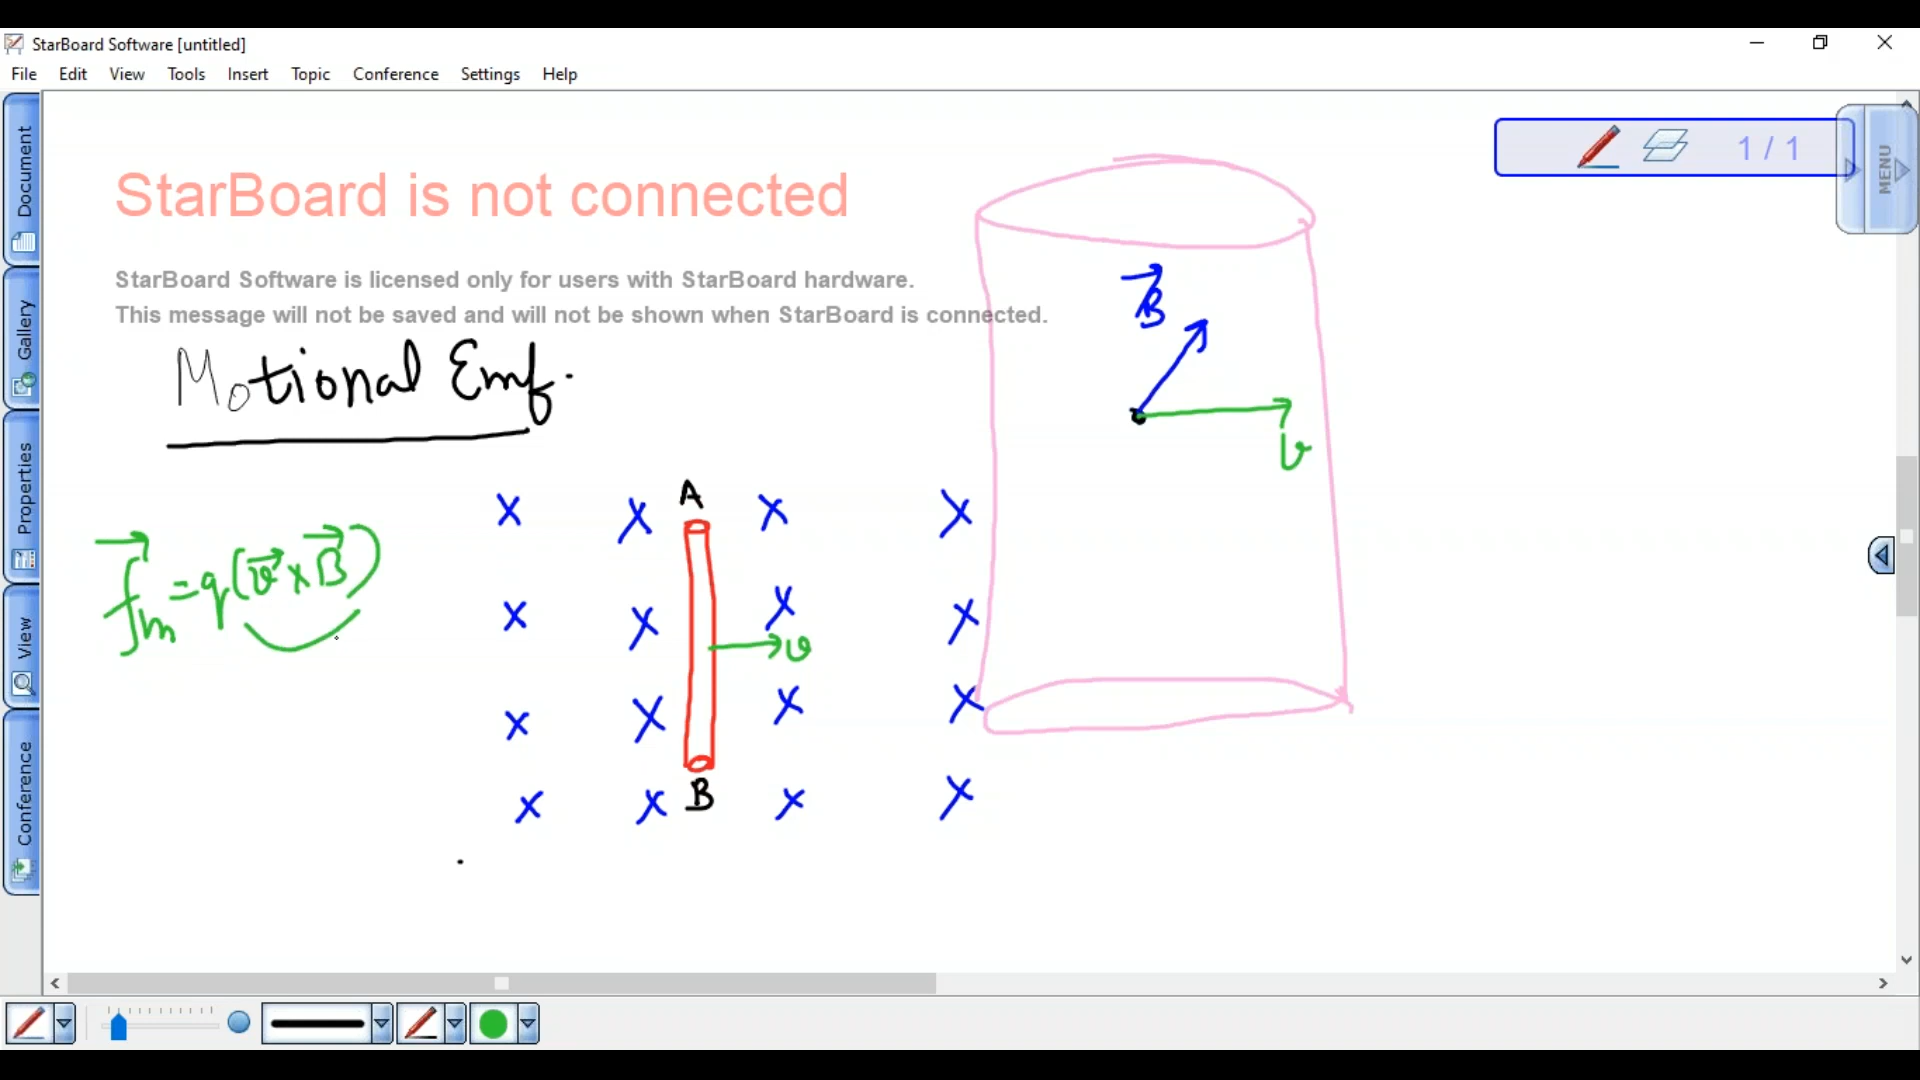 StarBoard Software [untitled]
File Edit View Tools Insert Topic Conference Settings Help
Document
Gallery
Properties
View
Conference
1 / 1
MENU
StarBoard is not connected
StarBoard Software is licensed only for users with StarBoard hardware.
This message will not be saved and will not be shown when StarBoard is connected.
Motional Emf.
B⃗
v
A
x x x x
f⃗m = q(v⃗ x B⃗)
x x x x
v
x x x x
x x B x x